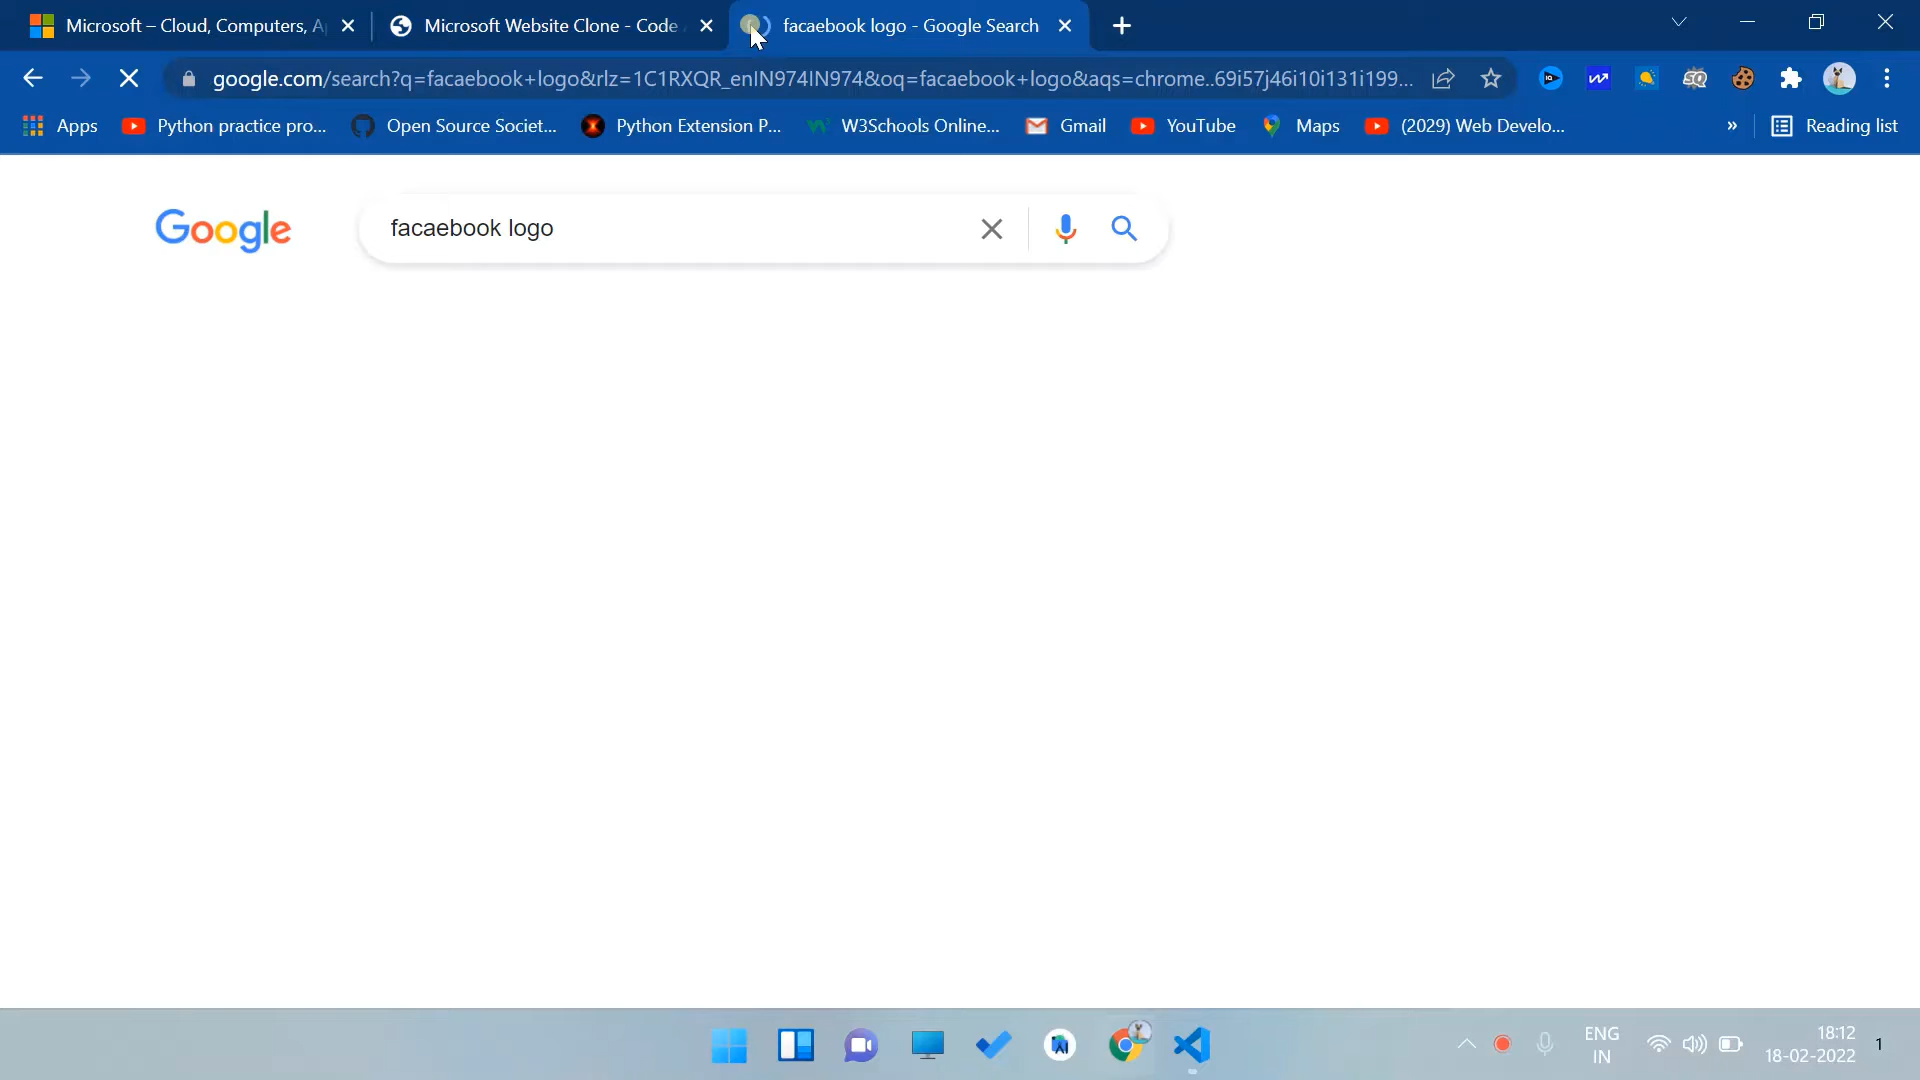 Microsoft – Cloud, Computers, A
Microsoft Website Clone - Code
facaebook logo - Google Search
google.com/search?q=facaebook+logo&rlz=1C1RXQR_enIN974IN974&oq=facaebook+logo&aqs=chrome..69i57j46i10i131i199...
Apps
Python practice pro...
Open Source Societ...
Python Extension P...
W3Schools Online...
Gmail
YouTube
Maps
(2029) Web Develo...
»
Reading list
Google
facaebook logo
ENG
IN
18:12
18-02-2022
1